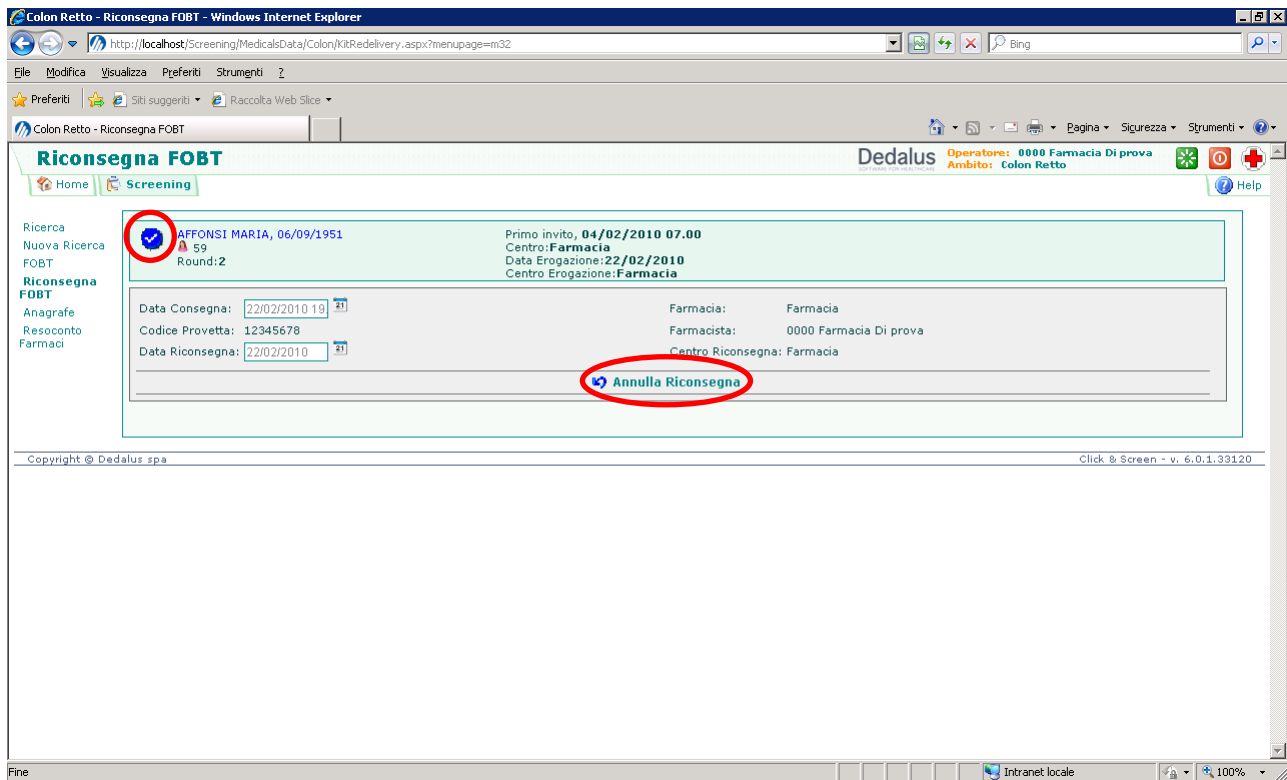 Colon Retto - Riconsegna FOBT - Windows Internet Explorer
http://localhost/Screening/MedicalsData/Colon/KitRedelivery.aspx?menupage=m32
Bing
File Modifica Visualizza Preferiti Strumenti ?
Preferiti Siti suggeriti Raccolta Web Slice
Colon Retto - Riconsegna FOBT
Pagina Sicurezza Strumenti
Riconsegna FOBT
Dedalus
SOFTWARE FOR HEALTHCARE
Operatore: 0000 Farmacia Di prova
Ambito: Colon Retto
Home Screening Help
Ricerca
Nuova Ricerca
FOBT
Riconsegna FOBT
Anagrafe
Resoconto Farmaci
AFFONSI MARIA, 06/09/1951
59
Round:2
Primo invito, 04/02/2010 07.00
Centro:Farmacia
Data Erogazione:22/02/2010
Centro Erogazione:Farmacia
Data Consegna: 22/02/2010 19. 21 Farmacia: Farmacia
Codice Provetta: 12345678 Farmacista: 0000 Farmacia Di prova
Data Riconsegna: 22/02/2010 21 Centro Riconsegna: Farmacia
Annulla Riconsegna
Copyright © Dedalus spa Click & Screen - v. 6.0.1.33120
Fine Intranet locale 100%